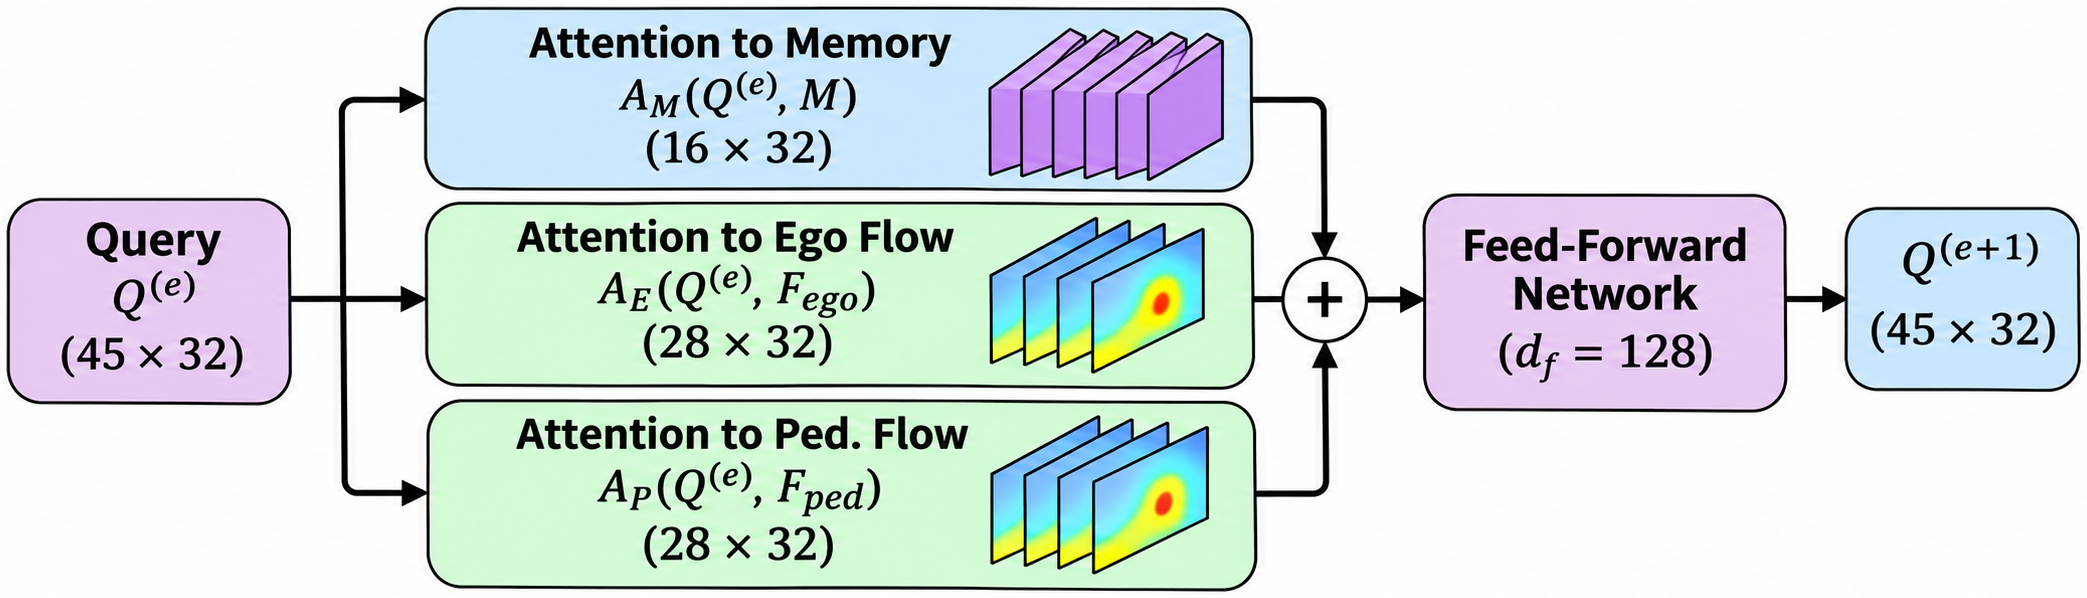 Query
Q^(e)
(45 × 32)
Attention to Memory
A_M(Q^(e), M)
(16 × 32)
Attention to Ego Flow
A_E(Q^(e), F_ego)
(28 × 32)
Attention to Ped. Flow
A_P(Q^(e), F_ped)
(28 × 32)
+
Feed-Forward
Network
(d_f = 128)
Q^(e+1)
(45 × 32)